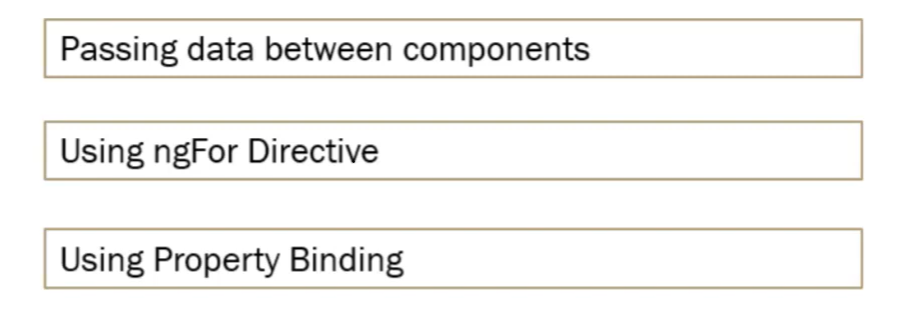 Passing data between components
Using ngFor Directive
Using Property Binding